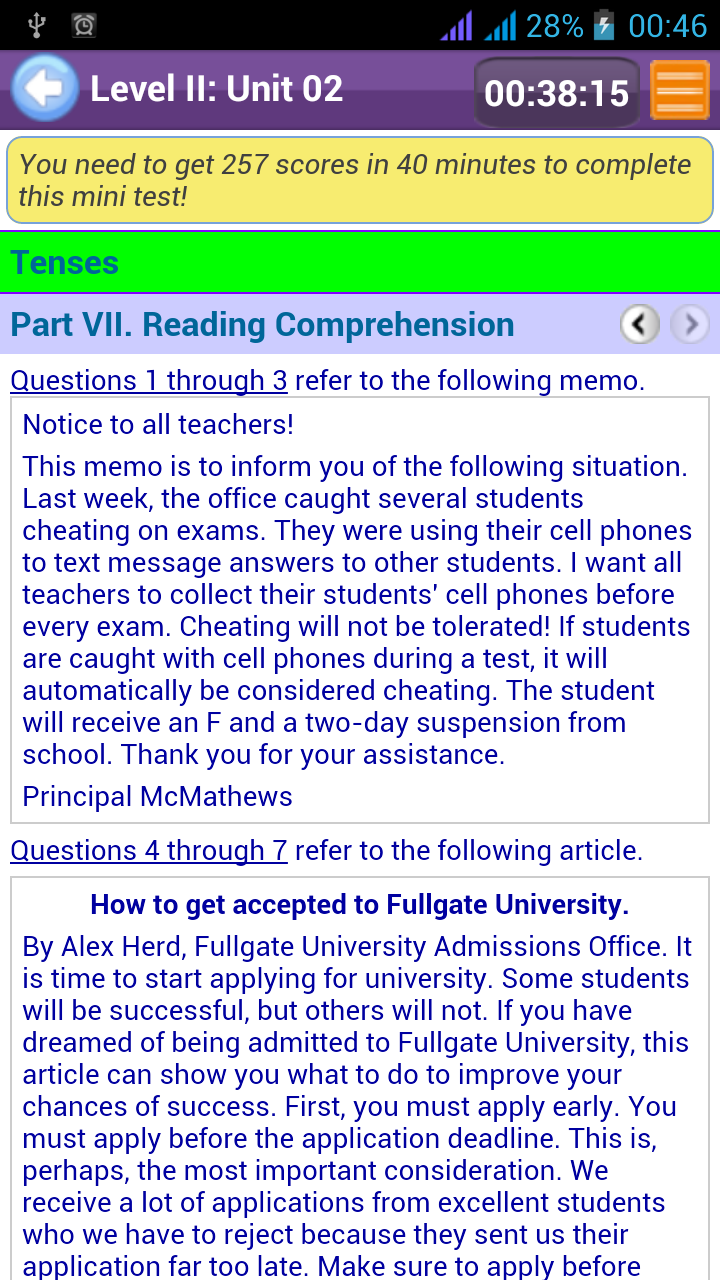 28% 00:46
Level II: Unit 02 00:38:15
You need to get 257 scores in 40 minutes to complete
this mini test!
Tenses
Part VII. Reading Comprehension
Questions 1 through 3 refer to the following memo.
Notice to all teachers!
This memo is to inform you of the following situation.
Last week, the office caught several students
cheating on exams. They were using their cell phones
to text message answers to other students. I want all
teachers to collect their students' cell phones before
every exam. Cheating will not be tolerated! If students
are caught with cell phones during a test, it will
automatically be considered cheating. The student
will receive an F and a two-day suspension from
school. Thank you for your assistance.
Principal McMathews
Questions 4 through 7 refer to the following article.
How to get accepted to Fullgate University.
By Alex Herd, Fullgate University Admissions Office. It
is time to start applying for university. Some students
will be successful, but others will not. If you have
dreamed of being admitted to Fullgate University, this
article can show you what to do to improve your
chances of success. First, you must apply early. You
must apply before the application deadline. This is,
perhaps, the most important consideration. We
receive a lot of applications from excellent students
who we have to reject because they sent us their
application far too late. Make sure to apply before